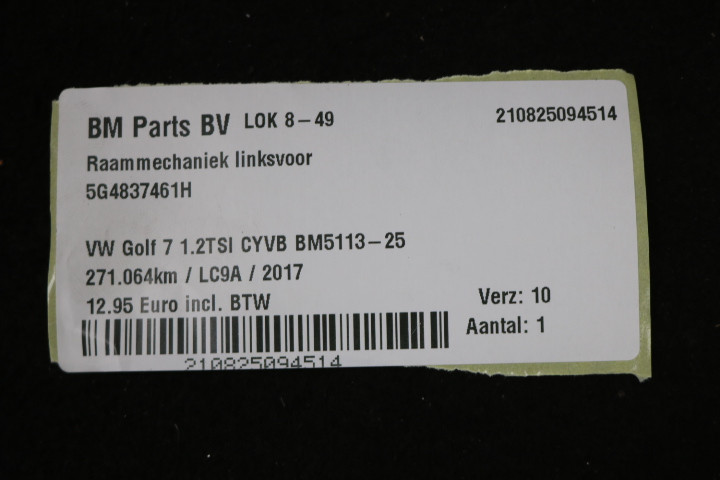 BM Parts BV LOK 8-49 210825094514
Raammechaniek linksvoor
5G4837461H
VW Golf 7 1.2TSI CYVB BM5113-25
271.064km / LC9A / 2017
12.95 Euro incl. BTW Verz: 10
Aantal: 1
210825094514